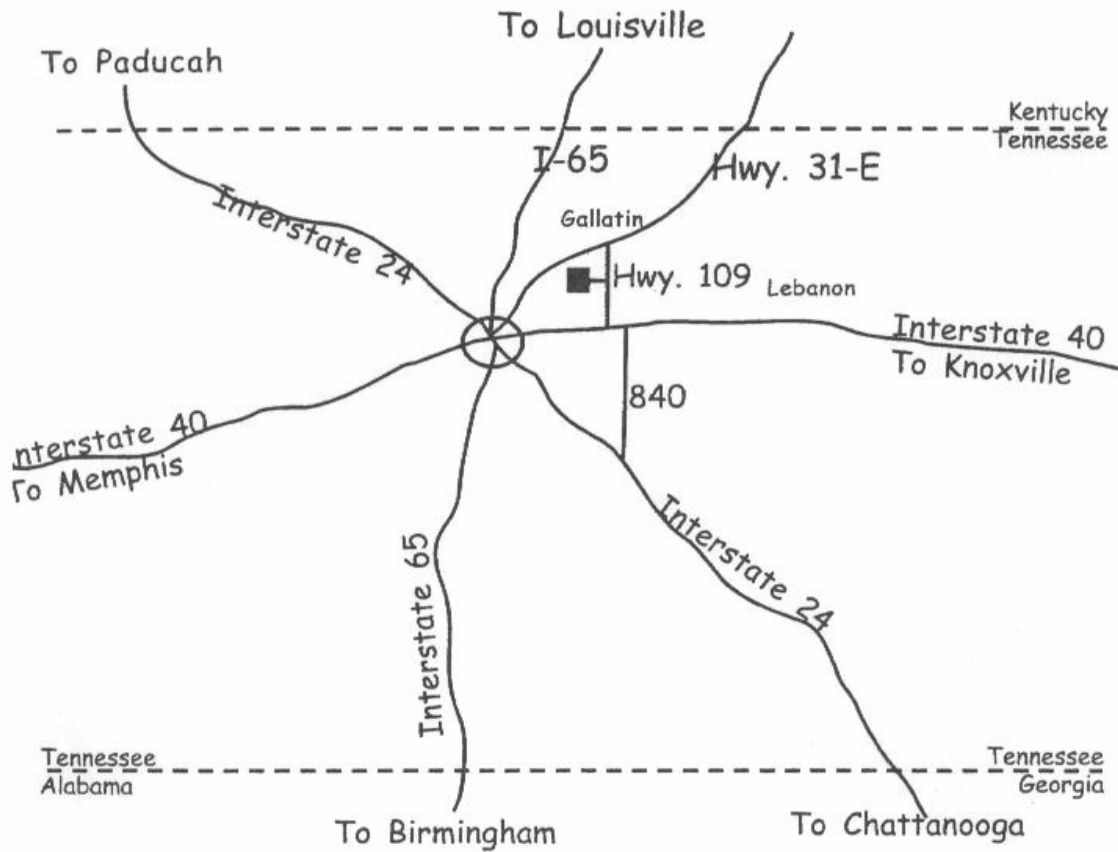 To Louisville
To Paducah
Kentucky
Tennessee
I-65
Hwy. 31-E
Interstate 24
Gallatin
Hwy. 109
Lebanon
Interstate 40
To Knoxville
840
nterstate 40
To Memphis
Interstate 24
Interstate 65
Tennessee
Alabama
Tennessee
Georgia
To Birmingham
To Chattanooga